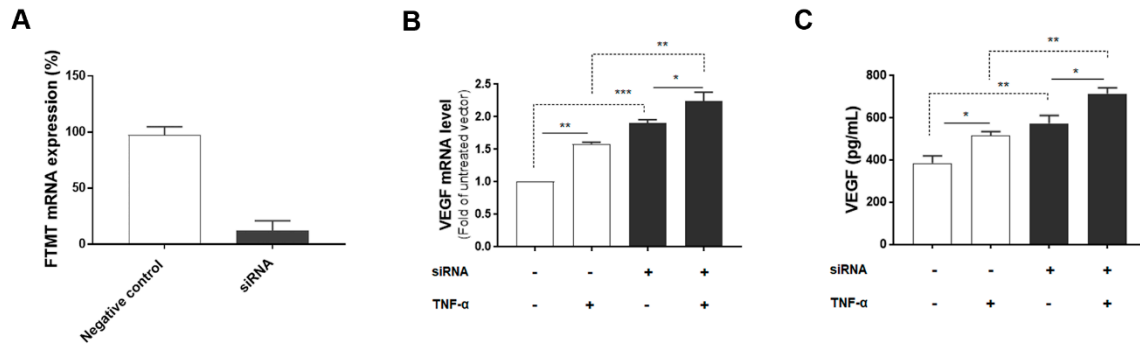 A
FTMT mRNA expression (%)
150
100
50
0
Negative control
siRNA
B
VEGF mRNA level
(Fold of untreated vector)
2.5
2.0
1.5
1.0
0.5
0.0
**
***
**
*
siRNA - - + +
TNF-α - + - +
C
VEGF (pg/mL)
800
600
400
200
0
**
**
*
*
siRNA - - + +
TNF-α - + - +